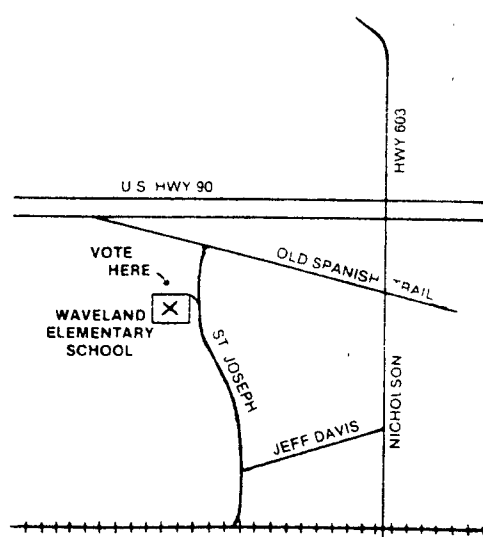 HWY 603
U.S. HWY 90
VOTE
HERE
OLD SPANISH TRAIL
WAVELAND
ELEMENTARY
SCHOOL
ST JOSEPH
JEFF DAVIS
NICHOLSON